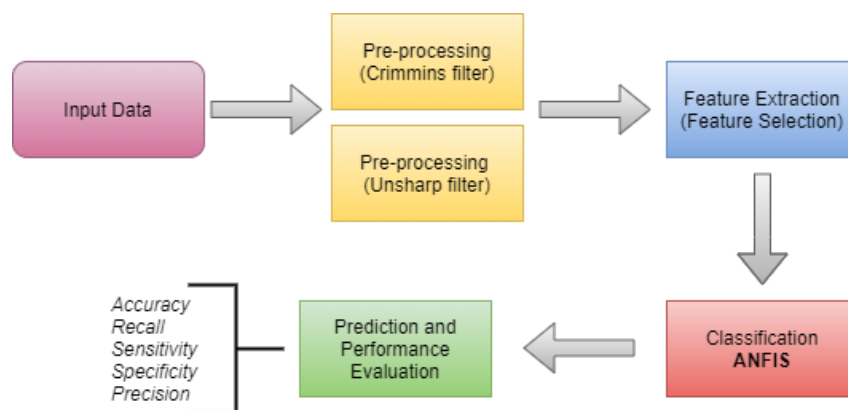 Input Data
Pre-processing
(Crimmins filter)
Pre-processing
(Unsharp filter)
Feature Extraction
(Feature Selection)
Classification
ANFIS
Prediction and
Performance
Evaluation
Accuracy
Recall
Sensitivity
Specificity
Precision